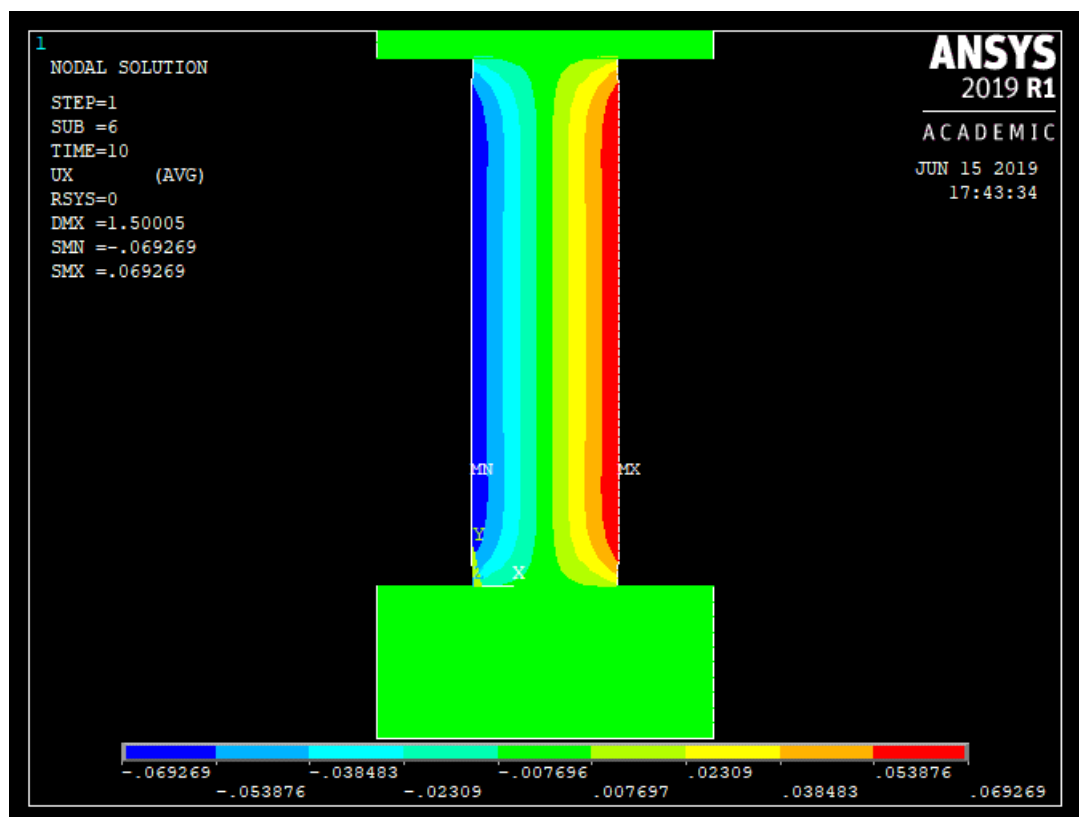 1
NODAL SOLUTION
STEP=1
SUB =6
TIME=10
UX (AVG)
RSYS=0
DMX =1.50005
SMN =-.069269
SMX =.069269
ANSYS
2019 R1
ACADEMIC
JUN 15 2019
17:43:34
MN
MX
Y
X
-.069269 -.038483 -.007696 .02309 .053876
-.053876 -.02309 .007697 .038483 .069269